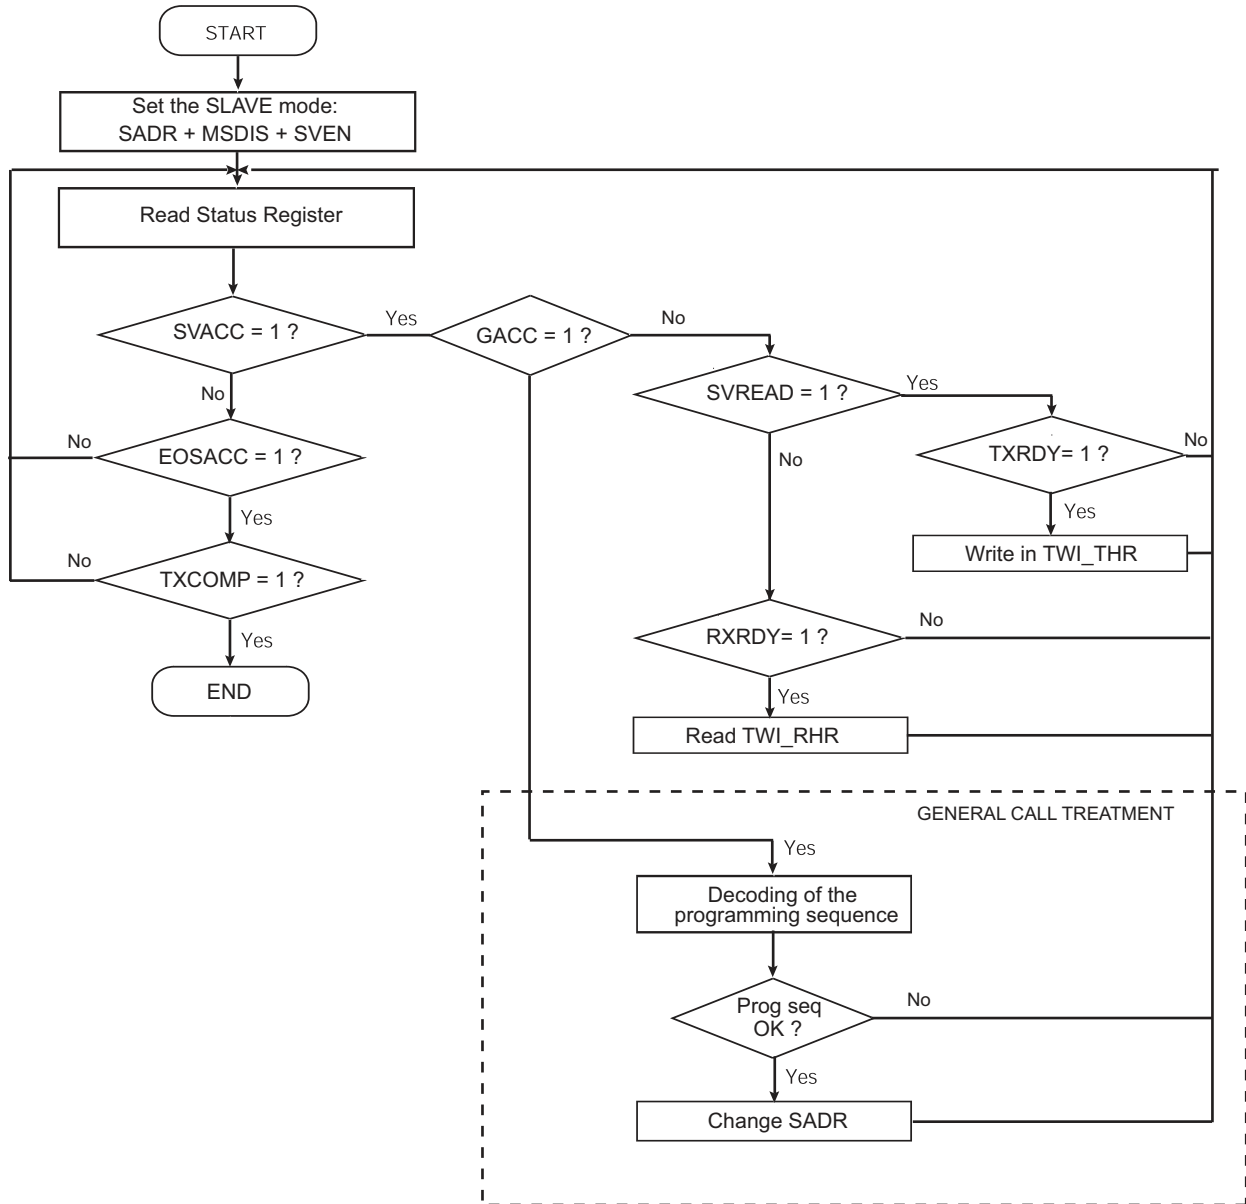 START
Set the SLAVE mode:
SADR + MSDIS + SVEN
Read Status Register
SVACC = 1 ?
Yes
GACC = 1 ?
No
SVREAD = 1 ?
Yes
No
EOSACC = 1 ?
No
TXRDY= 1 ?
No
No
Yes
Yes
Write in TWI_THR
TXCOMP = 1 ?
No
Yes
RXRDY= 1 ?
No
END
Yes
Read TWI_RHR
GENERAL CALL TREATMENT
Yes
Decoding of the
programming sequence
Prog seq
OK ?
No
Yes
Change SADR